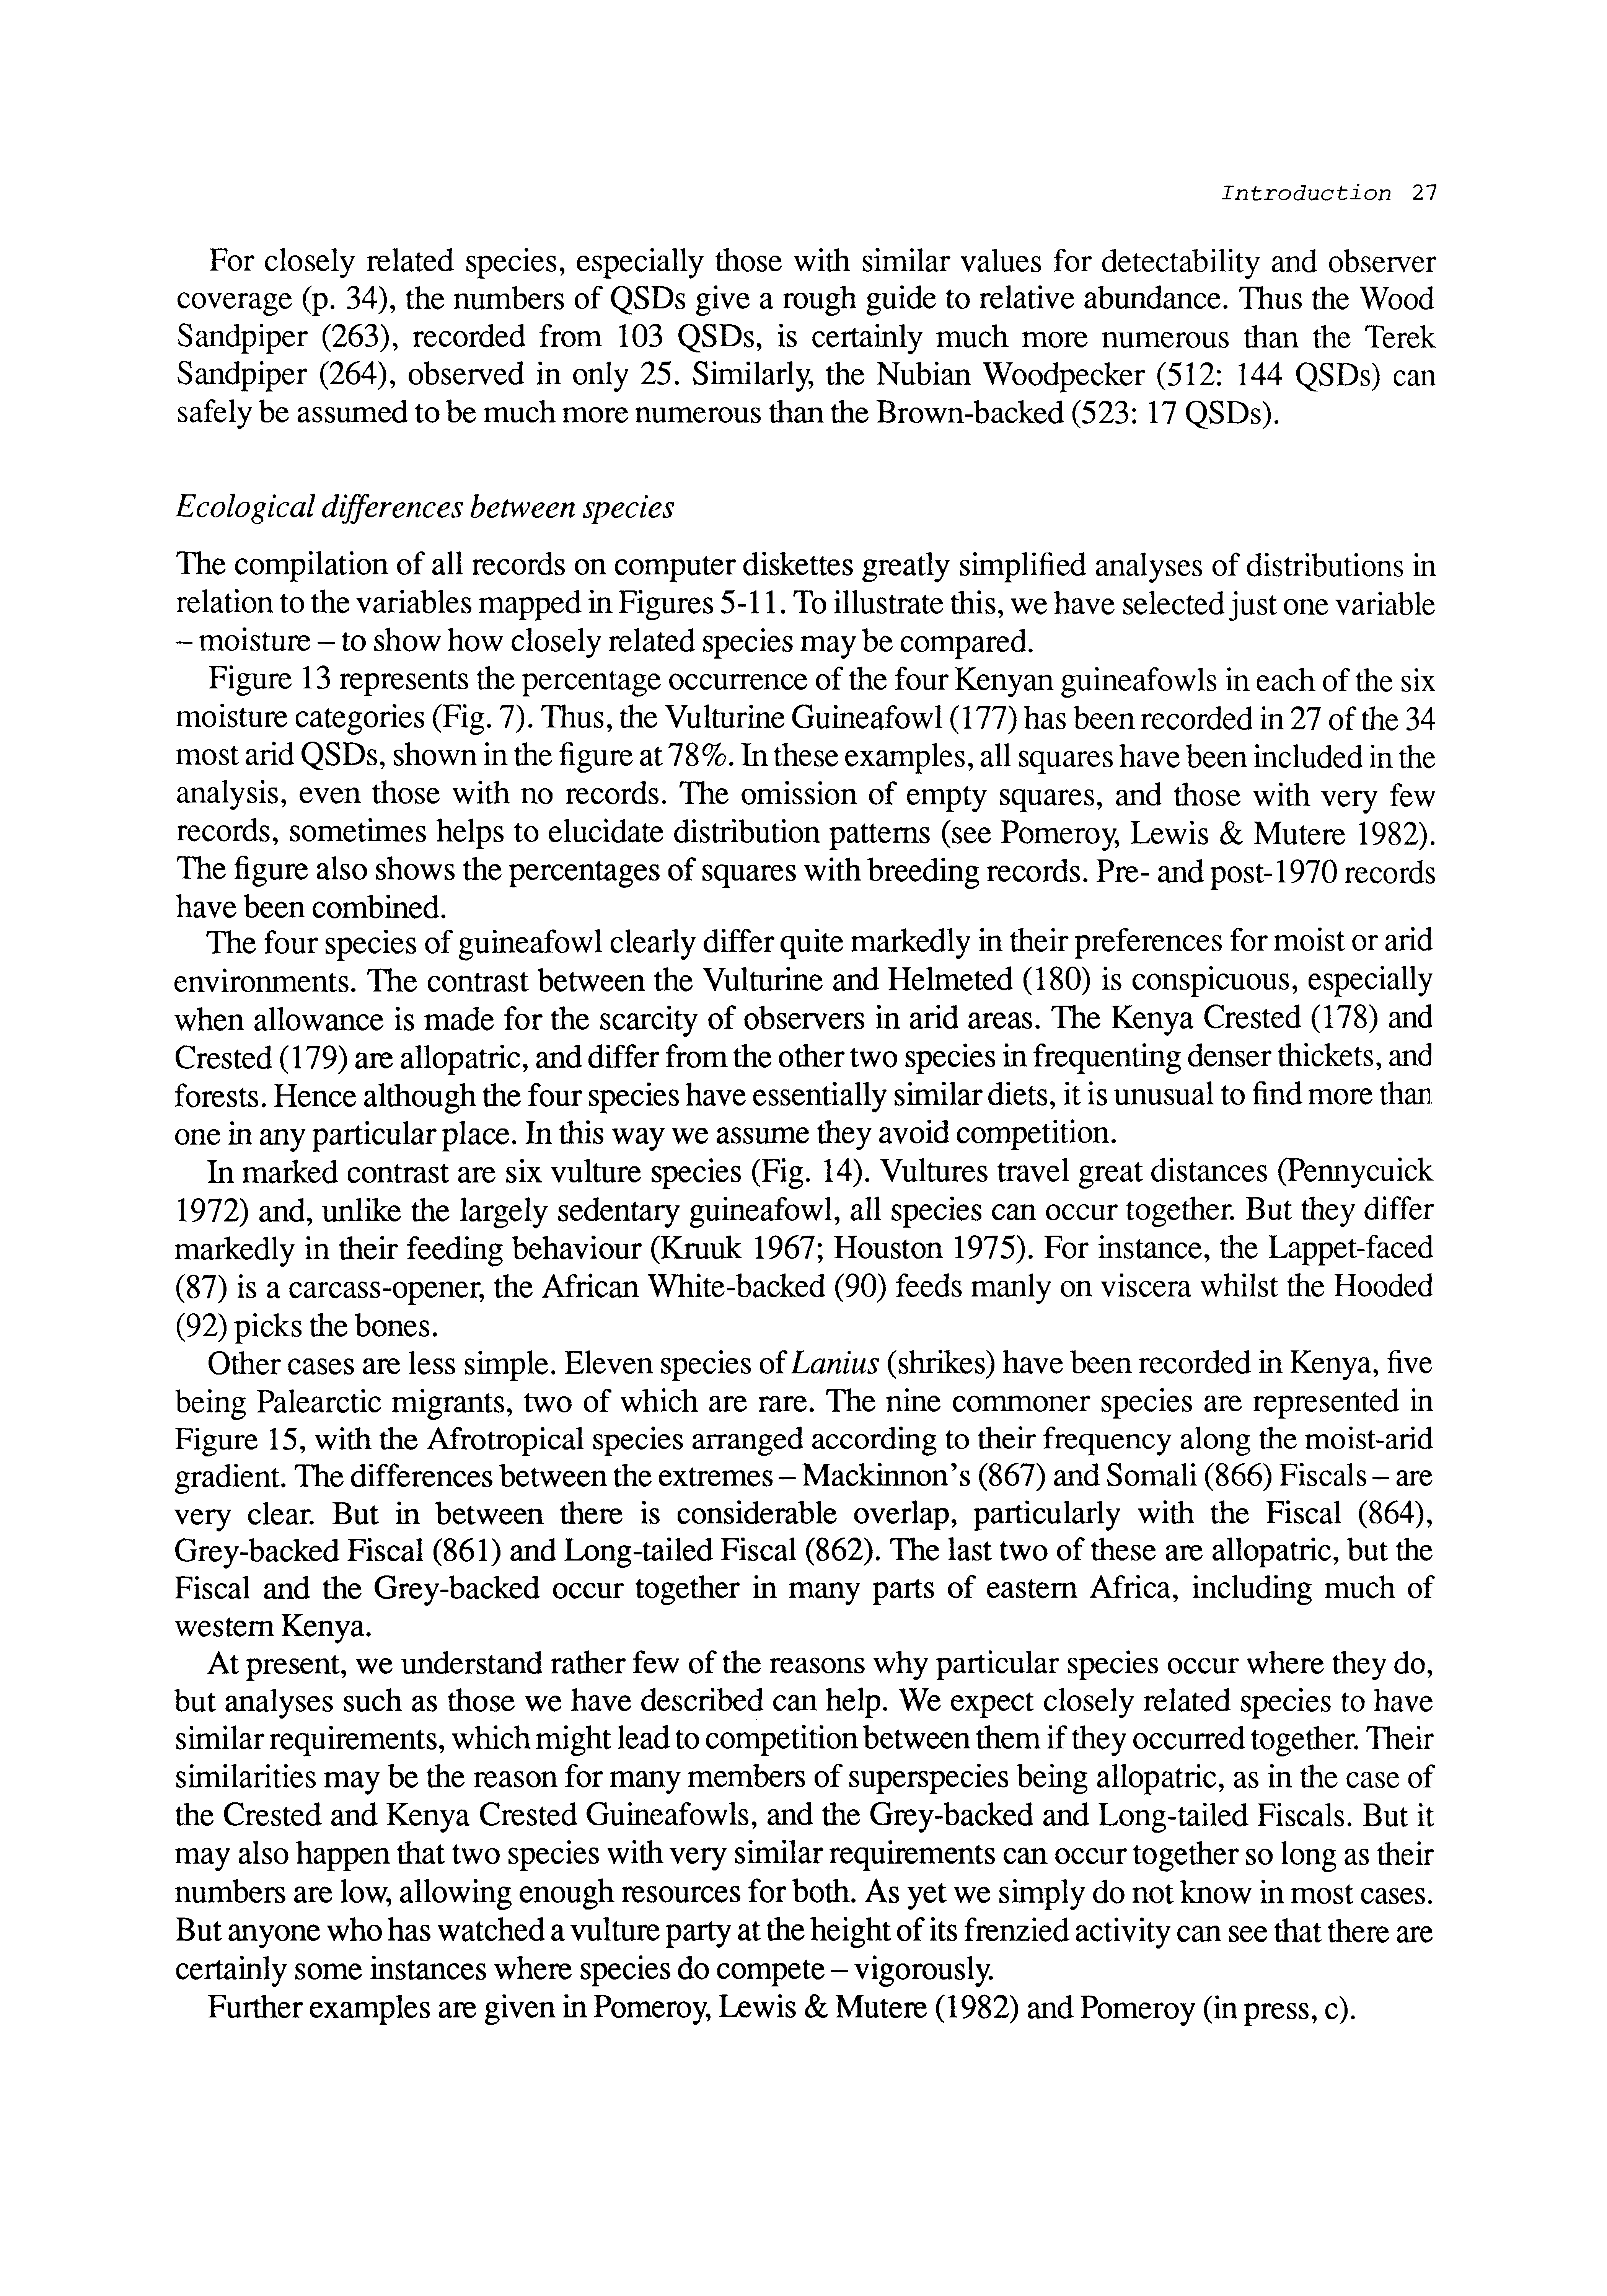 Introduction 27
For closely related species, especially those with similar values for detectability and observer
coverage (p. 34), the numbers of QSDs give a rough guide to relative abundance. Thus the Wood
Sandpiper (263), recorded from 103 QSDs, is certainly much more numerous than the Terek
Sandpiper (264), observed in only 25. Similarly, the Nubian Woodpecker (512: 144 QSDs) can
safely be assumed to be much more numerous than the Brown-backed (523: 17 QSDs).
Ecological differences between species
The compilation of all records on computer diskettes greatly simplified analyses of distributions in
relation to the variables mapped in Figures 5-11. To illustrate this, we have selected just one variable
– moisture – to show how closely related species may be compared.
Figure 13 represents the percentage occurrence of the four Kenyan guineafowls in each of the six
moisture categories (Fig. 7). Thus, the Vulturine Guineafowl (177) has been recorded in 27 of the 34
most arid QSDs, shown in the figure at 78%. In these examples, all squares have been included in the
analysis, even those with no records. The omission of empty squares, and those with very few
records, sometimes helps to elucidate distribution patterns (see Pomeroy, Lewis & Mutere 1982).
The figure also shows the percentages of squares with breeding records. Pre- and post-1970 records
have been combined.
The four species of guineafowl clearly differ quite markedly in their preferences for moist or arid
environments. The contrast between the Vulturine and Helmeted (180) is conspicuous, especially
when allowance is made for the scarcity of observers in arid areas. The Kenya Crested (178) and
Crested (179) are allopatric, and differ from the other two species in frequenting denser thickets, and
forests. Hence although the four species have essentially similar diets, it is unusual to find more than
one in any particular place. In this way we assume they avoid competition.
In marked contrast are six vulture species (Fig. 14). Vultures travel great distances (Pennycuick
1972) and, unlike the largely sedentary guineafowl, all species can occur together. But they differ
markedly in their feeding behaviour (Kruuk 1967; Houston 1975). For instance, the Lappet-faced
(87) is a carcass-opener, the African White-backed (90) feeds manly on viscera whilst the Hooded
(92) picks the bones.
Other cases are less simple. Eleven species of Lanius (shrikes) have been recorded in Kenya, five
being Palearctic migrants, two of which are rare. The nine commoner species are represented in
Figure 15, with the Afrotropical species arranged according to their frequency along the moist-arid
gradient. The differences between the extremes – Mackinnon's (867) and Somali (866) Fiscals – are
very clear. But in between there is considerable overlap, particularly with the Fiscal (864),
Grey-backed Fiscal (861) and Long-tailed Fiscal (862). The last two of these are allopatric, but the
Fiscal and the Grey-backed occur together in many parts of eastern Africa, including much of
western Kenya.
At present, we understand rather few of the reasons why particular species occur where they do,
but analyses such as those we have described can help. We expect closely related species to have
similar requirements, which might lead to competition between them if they occurred together. Their
similarities may be the reason for many members of superspecies being allopatric, as in the case of
the Crested and Kenya Crested Guineafowls, and the Grey-backed and Long-tailed Fiscals. But it
may also happen that two species with very similar requirements can occur together so long as their
numbers are low, allowing enough resources for both. As yet we simply do not know in most cases.
But anyone who has watched a vulture party at the height of its frenzied activity can see that there are
certainly some instances where species do compete – vigorously.
Further examples are given in Pomeroy, Lewis & Mutere (1982) and Pomeroy (in press, c).